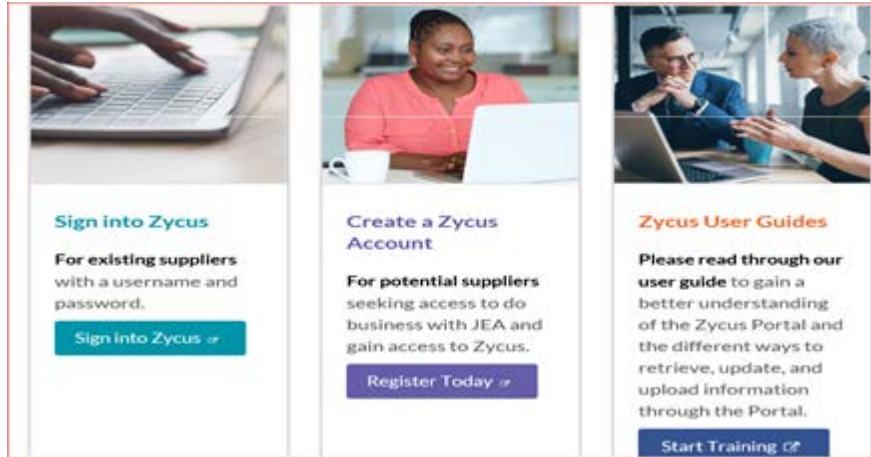 Sign into Zycus
For existing suppliers
with a username and
password.
Sign into Zycus
Create a Zycus
Account
For potential suppliers
seeking access to do
business with JEA and
gain access to Zycus.
Register Today
Zycus User Guides
Please read through our
user guide to gain a
better understanding
of the Zycus Portal and
the different ways to
retrieve, update, and
upload information
through the Portal.
Start Training